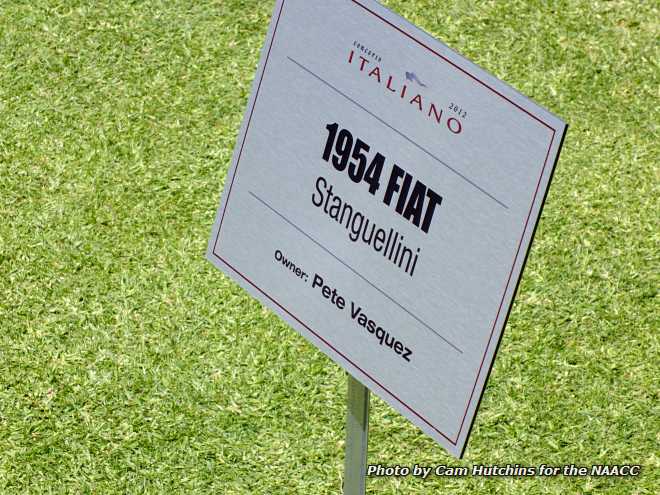 CONCORSO
ITALIANO
2012
1954 FIAT
Stanguellini
Owner: Pete Vasquez
Photo by Cam Hutchins for the NAACC